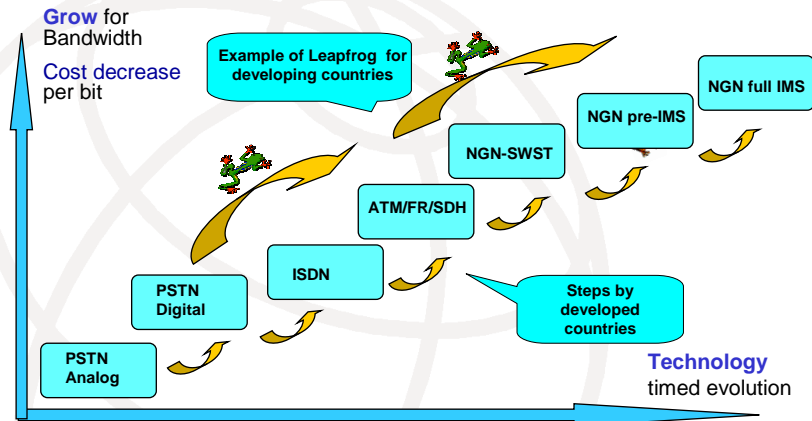 Grow for
Bandwidth
Cost decrease
per bit
Example of Leapfrog for
developing countries
NGN full IMS
NGN pre-IMS
NGN-SWST
ATM/FR/SDH
ISDN
PSTN
Digital
PSTN
Analog
Steps by
developed
countries
Technology
timed evolution